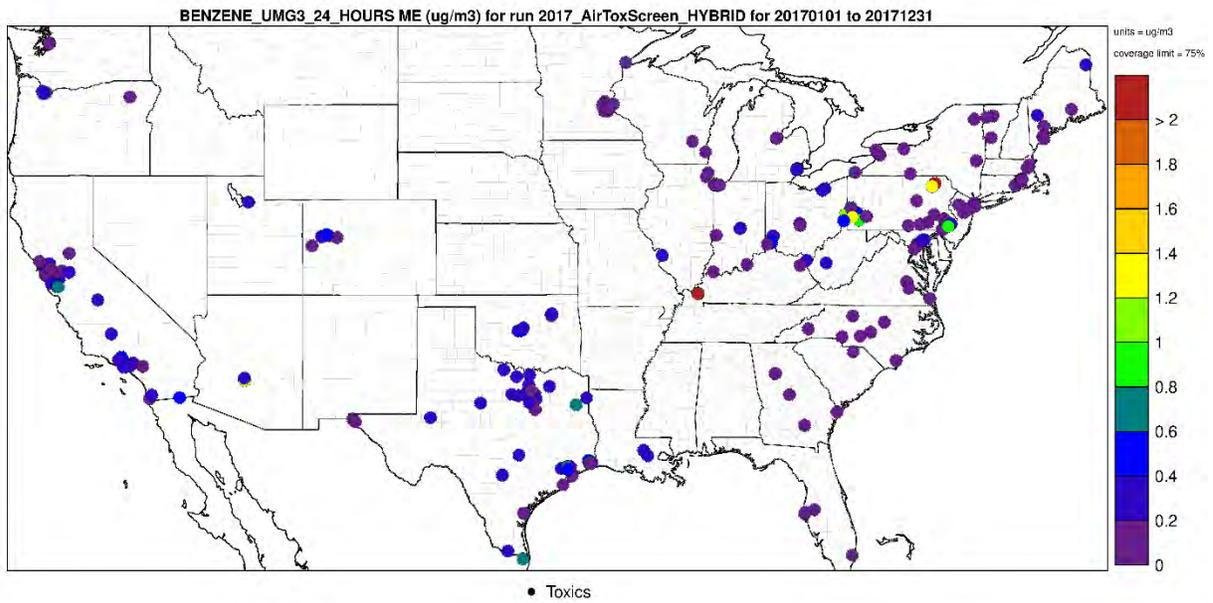 BENZENE_UMG3_24_HOURS ME (ug/m3) for run 2017_AirToxScreen_HYBRID for 20170101 to 20171231
units = ug/m3
coverage limit = 75%
> 2
1.8
1.6
1.4
1.2
1
0.8
0.6
0.4
0.2
0
Toxics